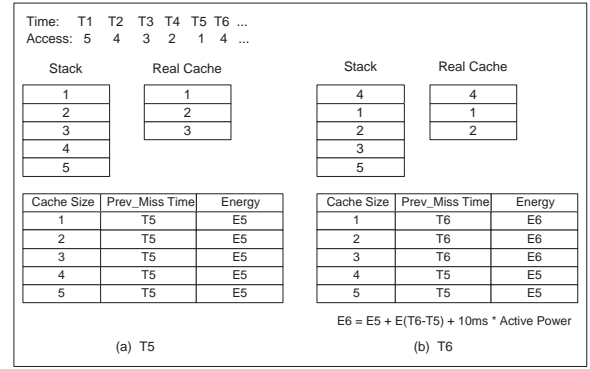 Time: T1 T2 T3 T4 T5 T6 ...
Access: 5 4 3 2 1 4 ...
Stack Real Cache
1 1
2 2
3 3
4
5
Cache Size Prev_Miss Time Energy
1 T5 E5
2 T5 E5
3 T5 E5
4 T5 E5
5 T5 E5
(a) T5
Stack Real Cache
4 4
1 1
2 2
3
5
Cache Size Prev_Miss Time Energy
1 T6 E6
2 T6 E6
3 T6 E6
4 T5 E5
5 T5 E5
E6 = E5 + E(T6-T5) + 10ms * Active Power
(b) T6